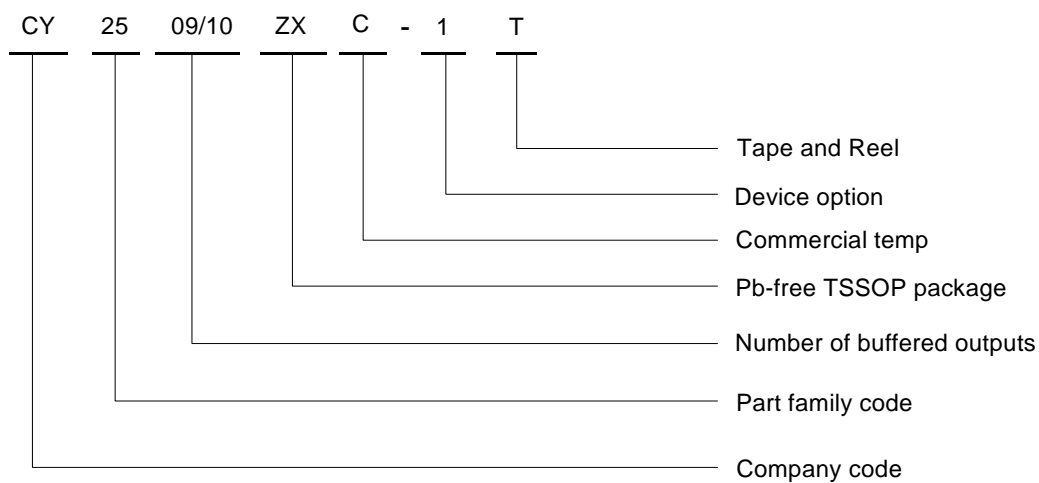 CY 25 09/10 ZX C - 1 T
Tape and Reel
Device option
Commercial temp
Pb-free TSSOP package
Number of buffered outputs
Part family code
Company code